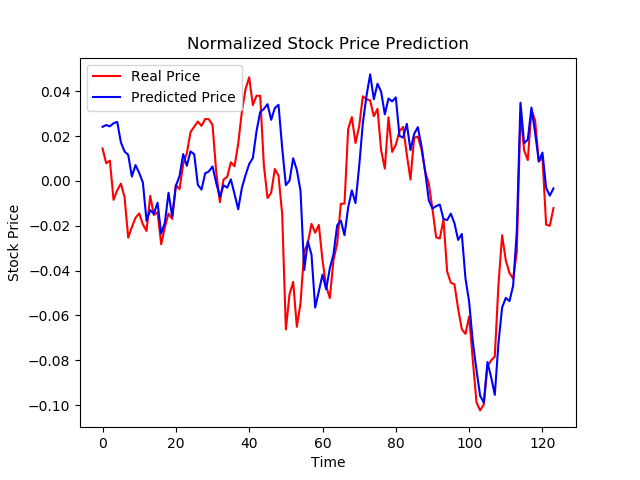 Normalized Stock Price Prediction
Real Price
Predicted Price
Stock Price
0.04
0.02
0.00
−0.02
−0.04
−0.06
−0.08
−0.10
0 20 40 60 80 100 120
Time